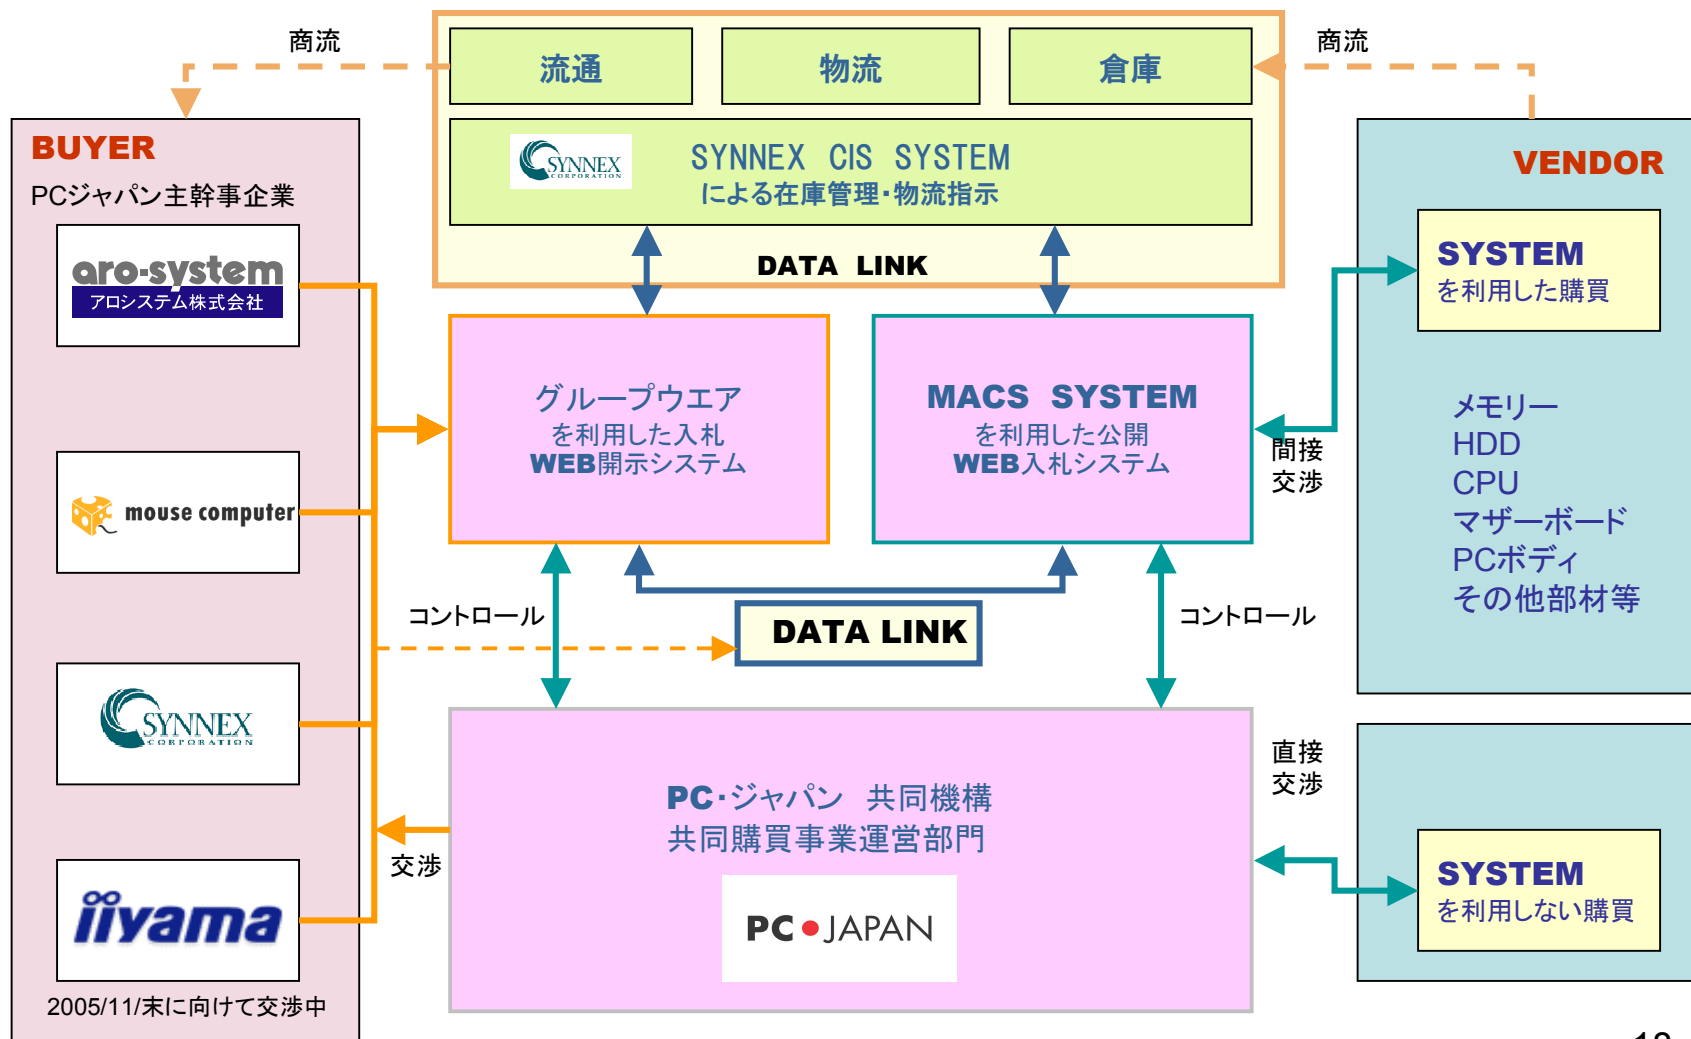 商流
流通
物流
倉庫
商流
SYNNEX
CORPORATION
SYNNEX CIS SYSTEM
による在庫管理・物流指示
DATA LINK
BUYER
PCジャパン主幹事企業
aro-system
アロシステム株式会社
mouse computer
SYNNEX
CORPORATION
iiyama
2005/11/末に向けて交渉中
グループウエア
を利用した入札
WEB開示システム
MACS SYSTEM
を利用した公開
WEB入札システム
間接
交渉
コントロール
DATA LINK
コントロール
交渉
PC・ジャパン 共同機構
共同購買事業運営部門
PC JAPAN
直接
交渉
VENDOR
SYSTEM
を利用した購買
メモリー
HDD
CPU
マザーボード
PCボディ
その他部材等
SYSTEM
を利用しない購買